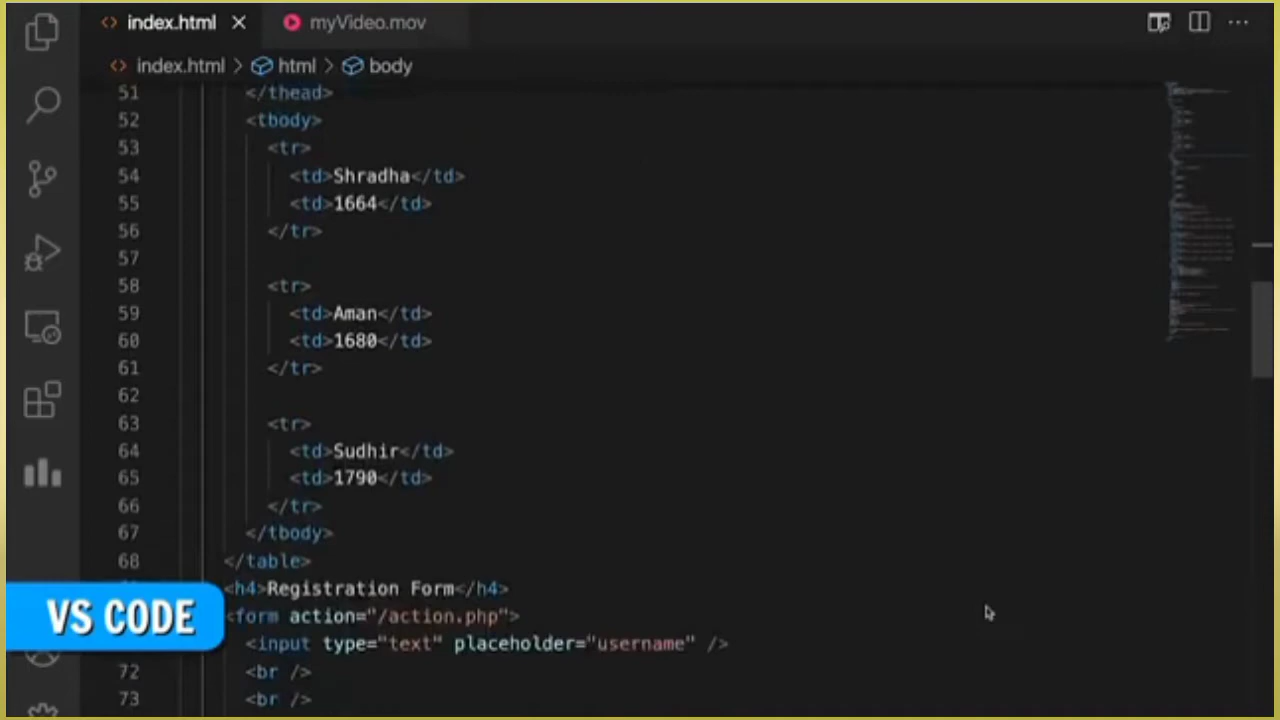 index.html
myVideo.mov
index.html > html > body
51 </thead>
52 <tbody>
53 <tr>
54 <td>Shradha</td>
55 <td>1664</td>
56 </tr>
57
58 <tr>
59 <td>Aman</td>
60 <td>1680</td>
61 </tr>
62
63 <tr>
64 <td>Sudhir</td>
65 <td>1790</td>
66 </tr>
67 </tbody>
68 </table>
<h4>Registration Form</h4>
<form action="/action.php">
VS CODE
<input type="text" placeholder="username" />
72 <br />
73 <br />